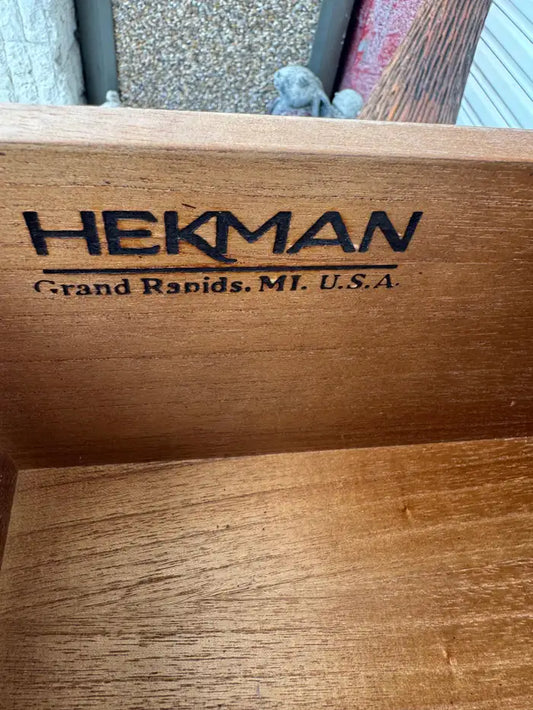 HEKMAN
Grand Rapids, MI. U.S.A.